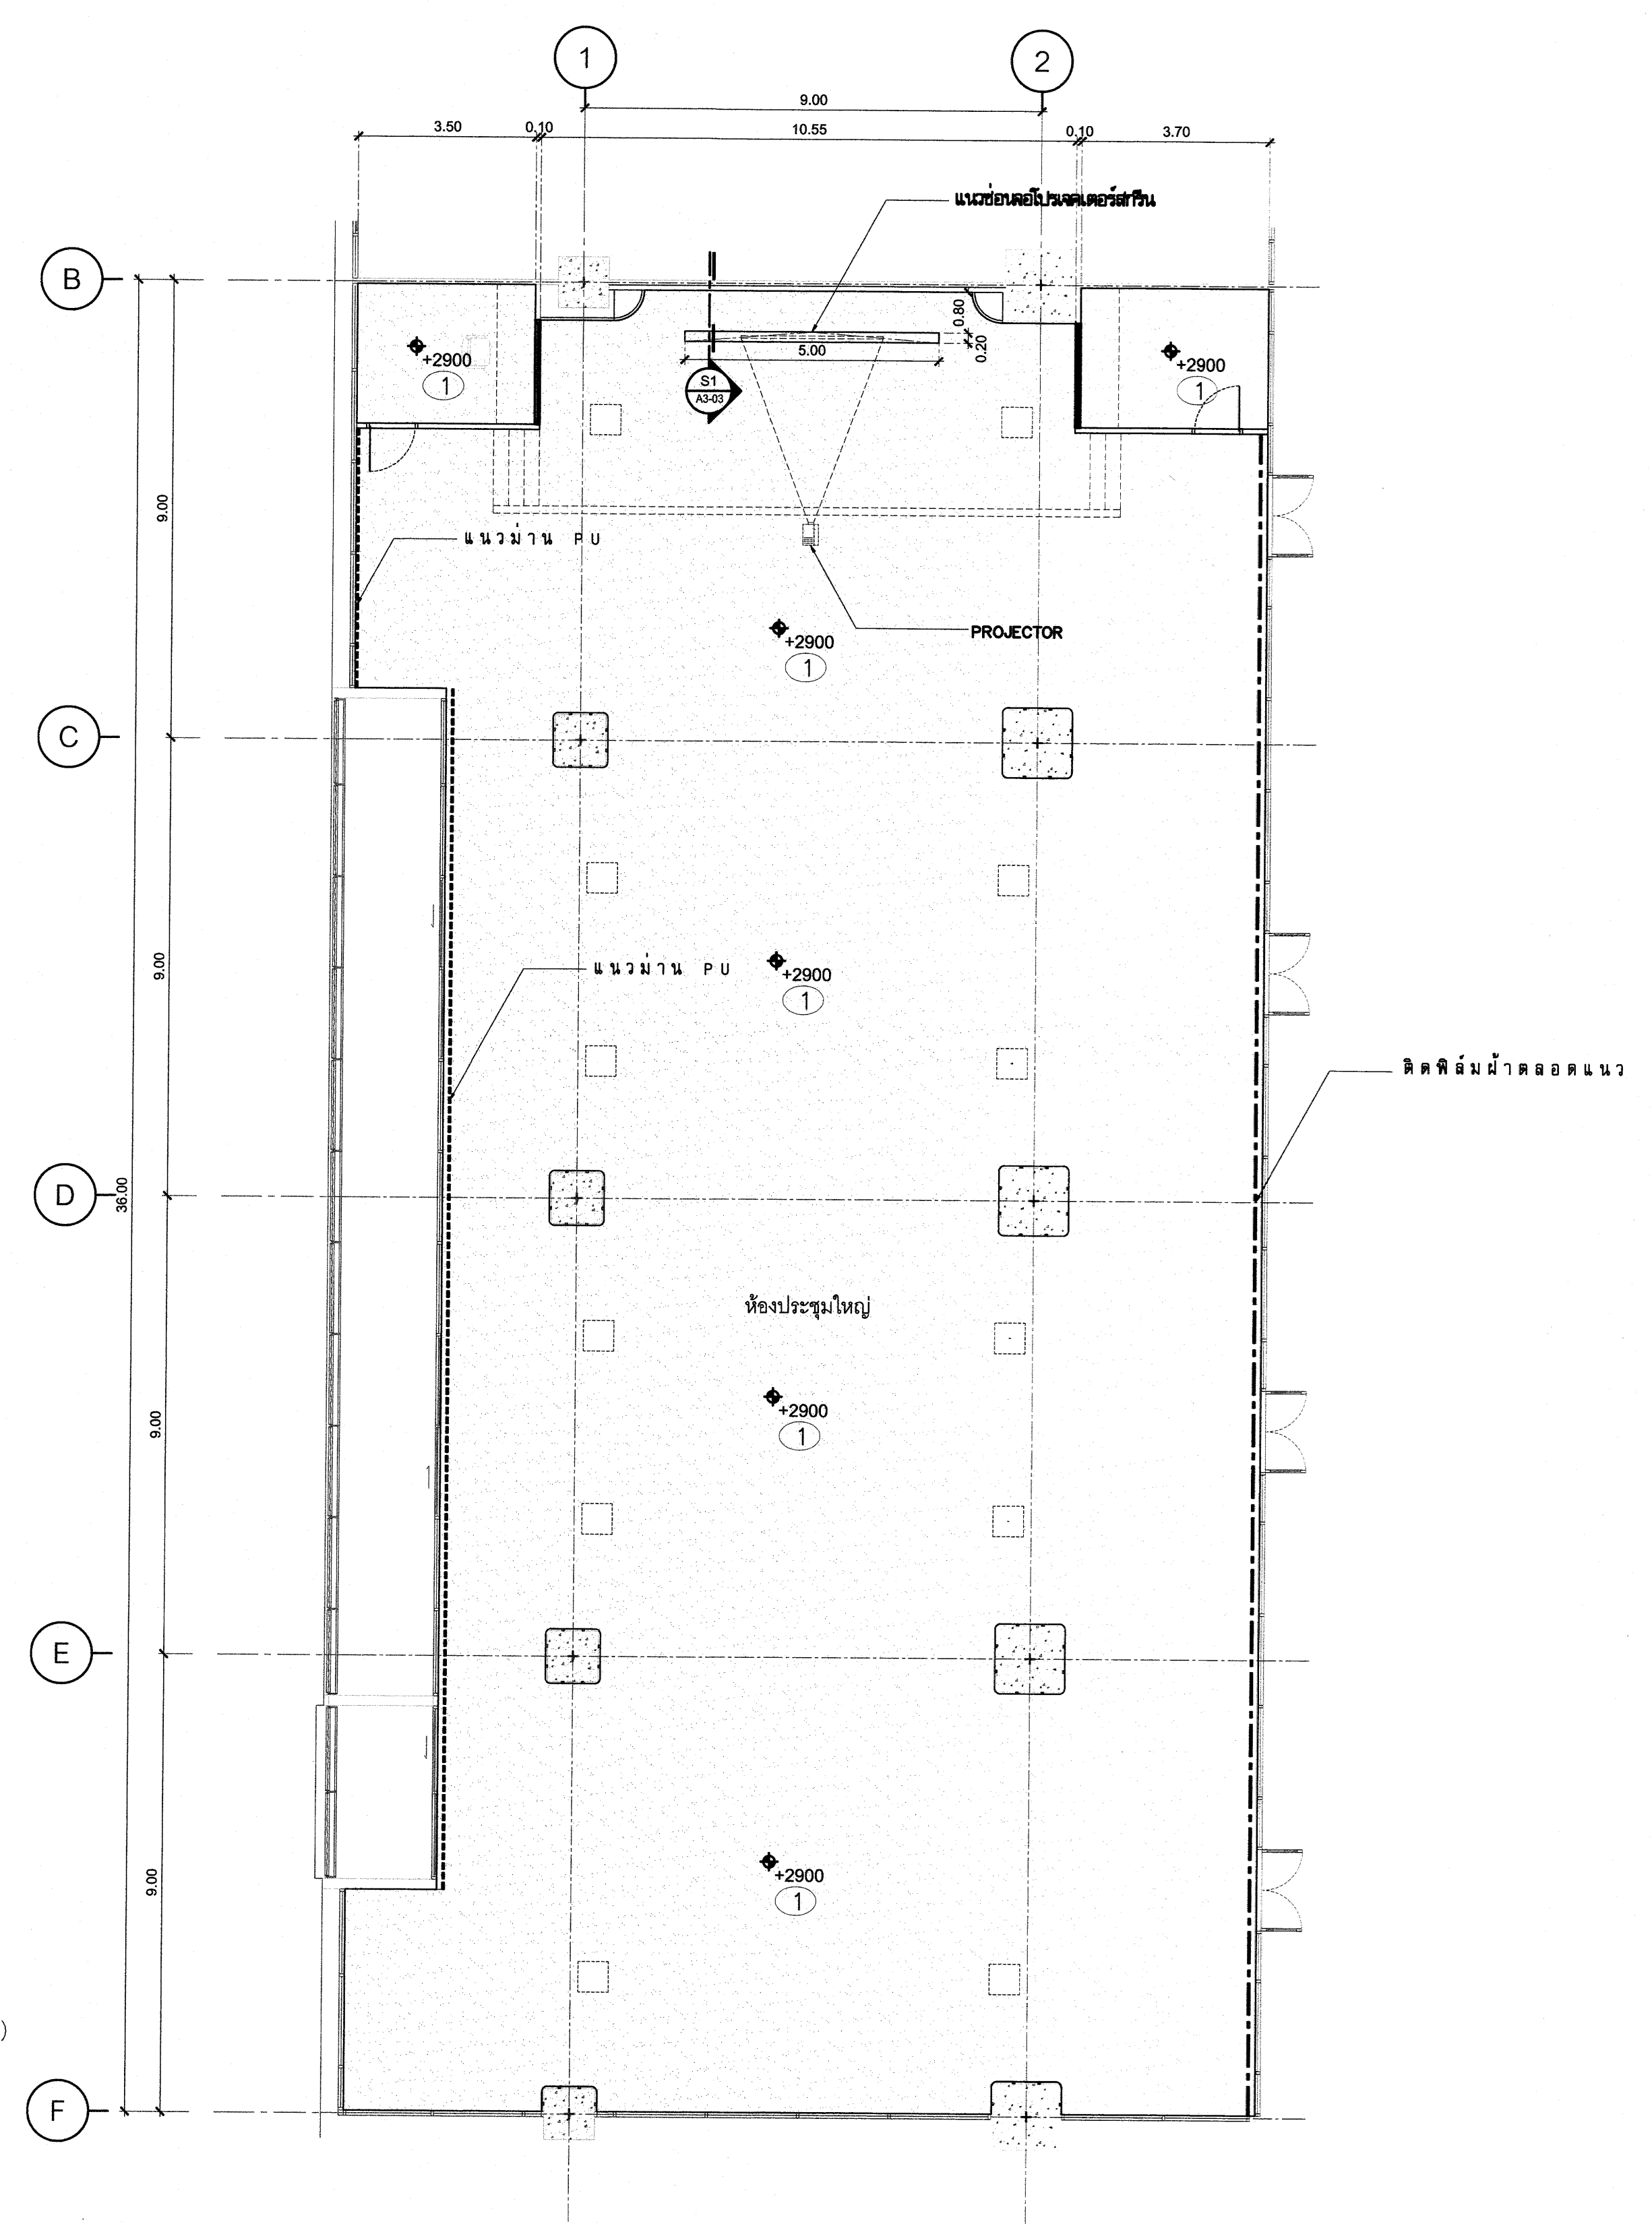 1
2
9.00
3.50
0.10
10.55
0.10
3.70
แนวซ่อนจอโปรเจคเตอร์สกรีน
B
0.80
0.20
5.00
+2900
1
S1
A3-03
+2900
1
9.00
แนวม่าน PU
PROJECTOR
+2900
1
C
9.00
แนวม่าน PU
+2900
1
ติดฟิล์มฝ้าตลอดแนว
D
36.00
ห้องประชุมใหญ่
+2900
1
9.00
E
+2900
1
9.00
)
F